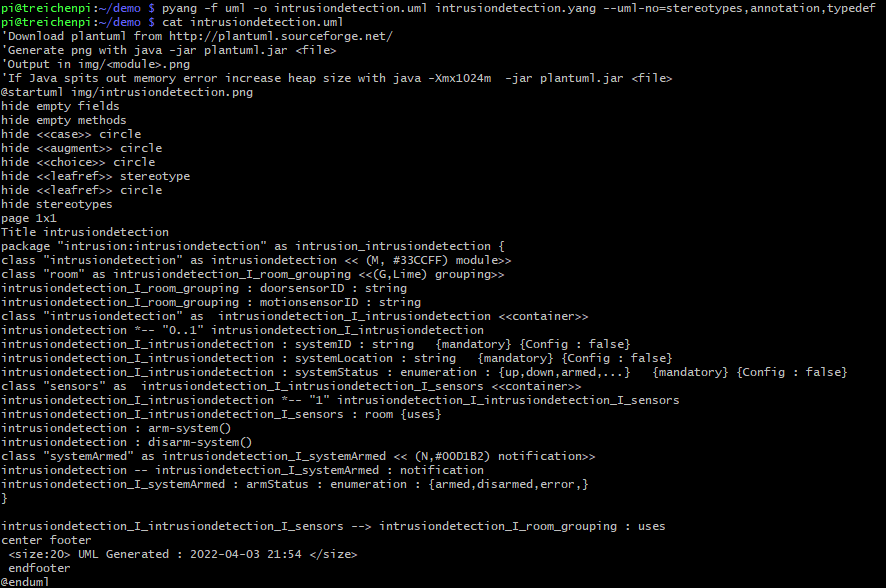 pi@treichenpi:~/demo $ pyang -f uml -o intrusiondetection.uml intrusiondetection.yang --uml-no=stereotypes,annotation,typedef
pi@treichenpi:~/demo $ cat intrusiondetection.uml
'Download plantuml from http://plantuml.sourceforge.net/
'Generate png with java -jar plantuml.jar <file>
'Output in img/<module>.png
'If Java spits out memory error increase heap size with java -Xmx1024m  -jar plantuml.jar <file>
@startuml img/intrusiondetection.png
hide empty fields
hide empty methods
hide <<case>> circle
hide <<augment>> circle
hide <<choice>> circle
hide <<leafref>> stereotype
hide <<leafref>> circle
hide stereotypes
page 1x1
Title intrusiondetection
package "intrusion:intrusiondetection" as intrusion_intrusiondetection {
class "intrusiondetection" as intrusiondetection << (M, #33CCFF) module>>
class "room" as intrusiondetection_I_room_grouping <<(G,Lime) grouping>>
intrusiondetection_I_room_grouping : doorsensorID : string
intrusiondetection_I_room_grouping : motionsensorID : string
class "intrusiondetection" as  intrusiondetection_I_intrusiondetection <<container>>
intrusiondetection *-- "0..1" intrusiondetection_I_intrusiondetection
intrusiondetection_I_intrusiondetection : systemID : string   {mandatory} {Config : false}
intrusiondetection_I_intrusiondetection : systemLocation : string   {mandatory} {Config : false}
intrusiondetection_I_intrusiondetection : systemStatus : enumeration : {up,down,armed,...}   {mandatory} {Config : false}
class "sensors" as  intrusiondetection_I_intrusiondetection_I_sensors <<container>>
intrusiondetection_I_intrusiondetection *-- "1" intrusiondetection_I_intrusiondetection_I_sensors
intrusiondetection_I_intrusiondetection_I_sensors : room {uses}
intrusiondetection : arm-system()
intrusiondetection : disarm-system()
class "systemArmed" as intrusiondetection_I_systemArmed << (N,#00D1B2) notification>>
intrusiondetection -- intrusiondetection_I_systemArmed : notification
intrusiondetection_I_systemArmed : armStatus : enumeration : {armed,disarmed,error,}
}
intrusiondetection_I_intrusiondetection_I_sensors --> intrusiondetection_I_room_grouping : uses
center footer
 <size:20> UML Generated : 2022-04-03 21:54 </size>
 endfooter
@enduml